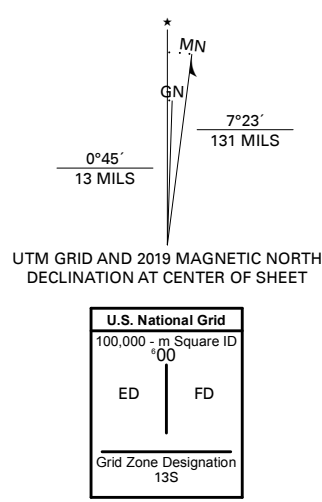 ★
MN
GN
7°23´
131 MILS
0°45´
13 MILS
UTM GRID AND 2019 MAGNETIC NORTH
DECLINATION AT CENTER OF SHEET
U.S. National Grid
100,000 - m Square ID
⁶00
ED FD
Grid Zone Designation
13S